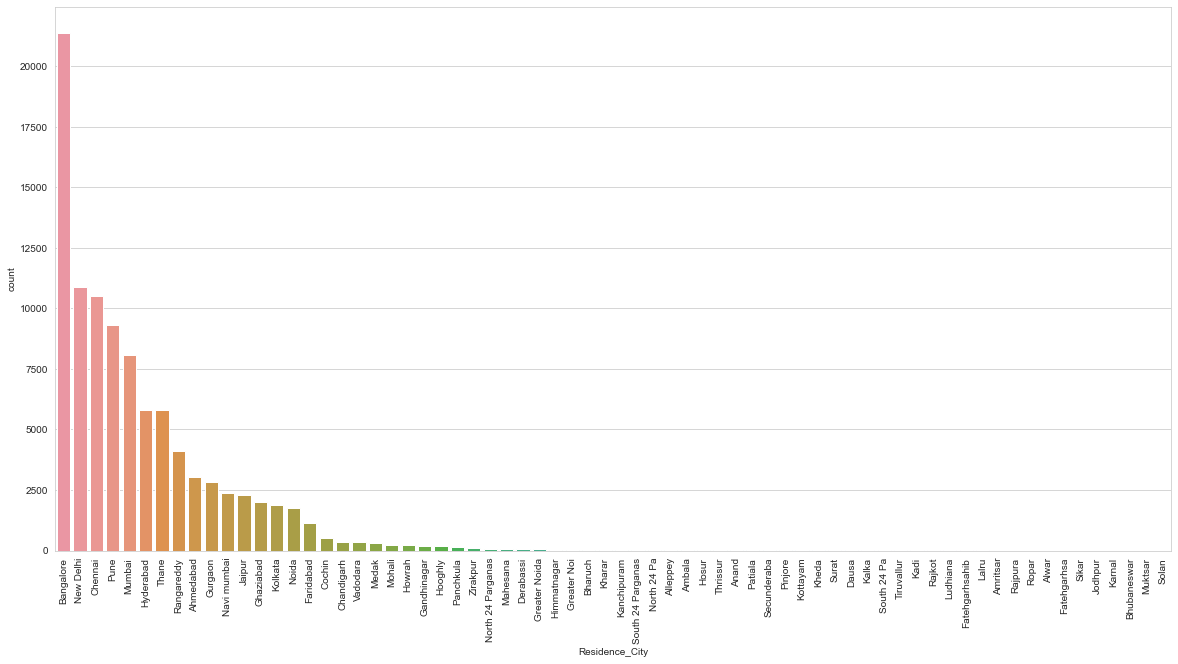 20000
17500
15000
12500
10000
7500
5000
2500
0
count
Bangalore
New Delhi
Chennai
Pune
Mumbai
Hyderabad
Thane
Rangareddy
Ahmedabad
Gurgaon
Navi mumbai
Jaipur
Ghaziabad
Kolkata
Noida
Faridabad
Cochin
Chandigarh
Vadodara
Medak
Mohali
Howrah
Gandhinagar
Hooghly
Panchkula
Zirakpur
North 24 Parganas
Mahesana
Derabassi
Greater Noida
Himmatnagar
Greater Noi
Bharuch
Kharar
Kanchipuram
South 24 Parganas
North 24 Pa
Alleppey
Ambala
Hosur
Thrissur
Anand
Patiala
Secunderaba
Pinjore
Kottayam
Kheda
Surat
Dausa
Kalka
South 24 Pa
Tiruvallur
Kadi
Rajkot
Ludhiana
Fatehgarhsahib
Lalru
Amritsar
Rajpura
Ropar
Alwar
Fatehgarhsa
Sikar
Jodhpur
Karnal
Bhubaneswar
Muktsar
Solan
Residence_City